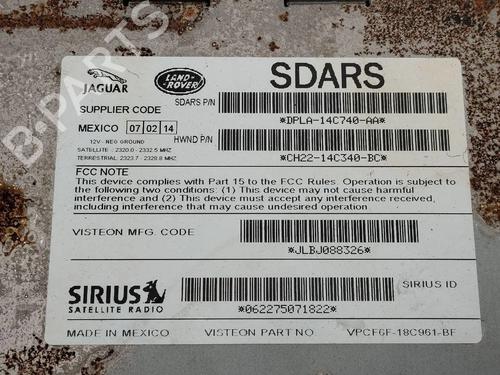 JAGUAR
LAND-
ROVER
SDARS
SUPPLIER CODE
SDARS P/N
*DPLA-14C740-AA*
MEXICO 07 02 14
HWND P/N
12V - NEG GROUND
SATELLITE : 2320.0 - 2332.5 MHZ
TERRESTRIAL 2323.7 - 2328.8 MHZ
*CH22-14C340-BC*
FCC NOTE
This device complies with Part 15 to the FCC Rules. Operation is subject to
the following two conditions: (1) This device may not cause harmful
interference and (2) This device must accept any interference received,
including interference that may cause undesired operation
VISTEON MFG. CODE
*JLBJ088326*
SIRIUS
SATELLITE RADIO
SIRIUS ID
*062275071822*
MADE IN MEXICO VISTEON PART NO. VPCF6F-18C961-BF
B-PARTS